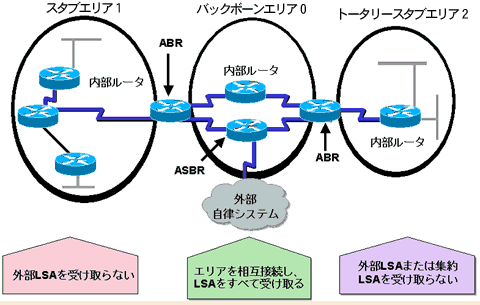 スタブエリア1
バックボーンエリア0
トータリースタブエリア2
ABR
内部ルータ
内部ルータ
内部ルータ
ASBR
ABR
外部
自律システム
外部LSAを受け取らない
エリアを相互接続し、
LSAをすべて受け取る
外部LSAまたは集約
LSAを受け取らない